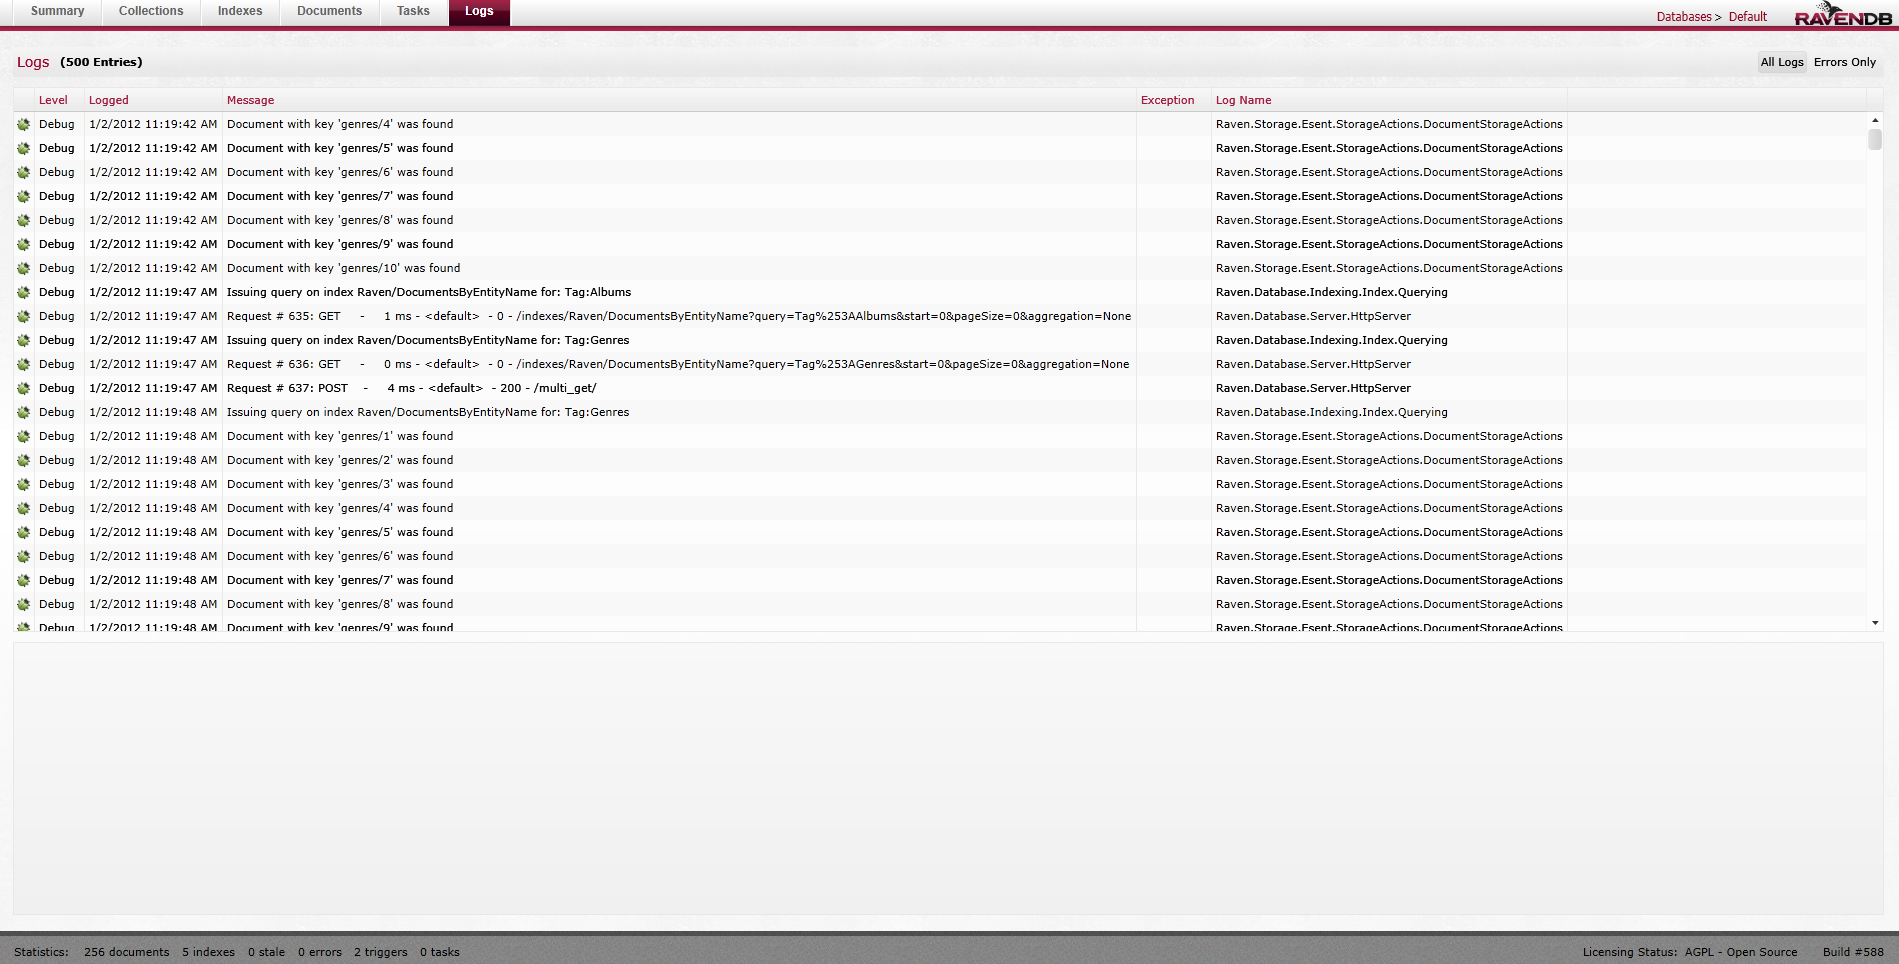 Summary Collections Indexes Documents Tasks Logs
Databases > Default RAVENDB
Logs (500 Entries) All Logs Errors Only
Level Logged Message Exception Log Name
Debug 1/2/2012 11:19:42 AM Document with key 'genres/4' was found Raven.Storage.Esent.StorageActions.DocumentStorageActions
Debug 1/2/2012 11:19:42 AM Document with key 'genres/5' was found Raven.Storage.Esent.StorageActions.DocumentStorageActions
Debug 1/2/2012 11:19:42 AM Document with key 'genres/6' was found Raven.Storage.Esent.StorageActions.DocumentStorageActions
Debug 1/2/2012 11:19:42 AM Document with key 'genres/7' was found Raven.Storage.Esent.StorageActions.DocumentStorageActions
Debug 1/2/2012 11:19:42 AM Document with key 'genres/8' was found Raven.Storage.Esent.StorageActions.DocumentStorageActions
Debug 1/2/2012 11:19:42 AM Document with key 'genres/9' was found Raven.Storage.Esent.StorageActions.DocumentStorageActions
Debug 1/2/2012 11:19:42 AM Document with key 'genres/10' was found Raven.Storage.Esent.StorageActions.DocumentStorageActions
Debug 1/2/2012 11:19:47 AM Issuing query on index Raven/DocumentsByEntityName for: Tag:Albums Raven.Database.Indexing.Index.Querying
Debug 1/2/2012 11:19:47 AM Request # 635: GET - 1 ms - <default> - 0 - /indexes/Raven/DocumentsByEntityName?query=Tag%253AAlbums&start=0&pageSize=0&aggregation=None Raven.Database.Server.HttpServer
Debug 1/2/2012 11:19:47 AM Issuing query on index Raven/DocumentsByEntityName for: Tag:Genres Raven.Database.Indexing.Index.Querying
Debug 1/2/2012 11:19:47 AM Request # 636: GET - 0 ms - <default> - 0 - /indexes/Raven/DocumentsByEntityName?query=Tag%253AGenres&start=0&pageSize=0&aggregation=None Raven.Database.Server.HttpServer
Debug 1/2/2012 11:19:47 AM Request # 637: POST - 4 ms - <default> - 200 - /multi_get/ Raven.Database.Server.HttpServer
Debug 1/2/2012 11:19:48 AM Issuing query on index Raven/DocumentsByEntityName for: Tag:Genres Raven.Database.Indexing.Index.Querying
Debug 1/2/2012 11:19:48 AM Document with key 'genres/1' was found Raven.Storage.Esent.StorageActions.DocumentStorageActions
Debug 1/2/2012 11:19:48 AM Document with key 'genres/2' was found Raven.Storage.Esent.StorageActions.DocumentStorageActions
Debug 1/2/2012 11:19:48 AM Document with key 'genres/3' was found Raven.Storage.Esent.StorageActions.DocumentStorageActions
Debug 1/2/2012 11:19:48 AM Document with key 'genres/4' was found Raven.Storage.Esent.StorageActions.DocumentStorageActions
Debug 1/2/2012 11:19:48 AM Document with key 'genres/5' was found Raven.Storage.Esent.StorageActions.DocumentStorageActions
Debug 1/2/2012 11:19:48 AM Document with key 'genres/6' was found Raven.Storage.Esent.StorageActions.DocumentStorageActions
Debug 1/2/2012 11:19:48 AM Document with key 'genres/7' was found Raven.Storage.Esent.StorageActions.DocumentStorageActions
Debug 1/2/2012 11:19:48 AM Document with key 'genres/8' was found Raven.Storage.Esent.StorageActions.DocumentStorageActions
Debug 1/2/2012 11:19:48 AM Document with key 'genres/9' was found Raven.Storage.Esent.StorageActions.DocumentStorageActions
Statistics: 256 documents 5 indexes 0 stale 0 errors 2 triggers 0 tasks Licensing Status: AGPL - Open Source Build #588